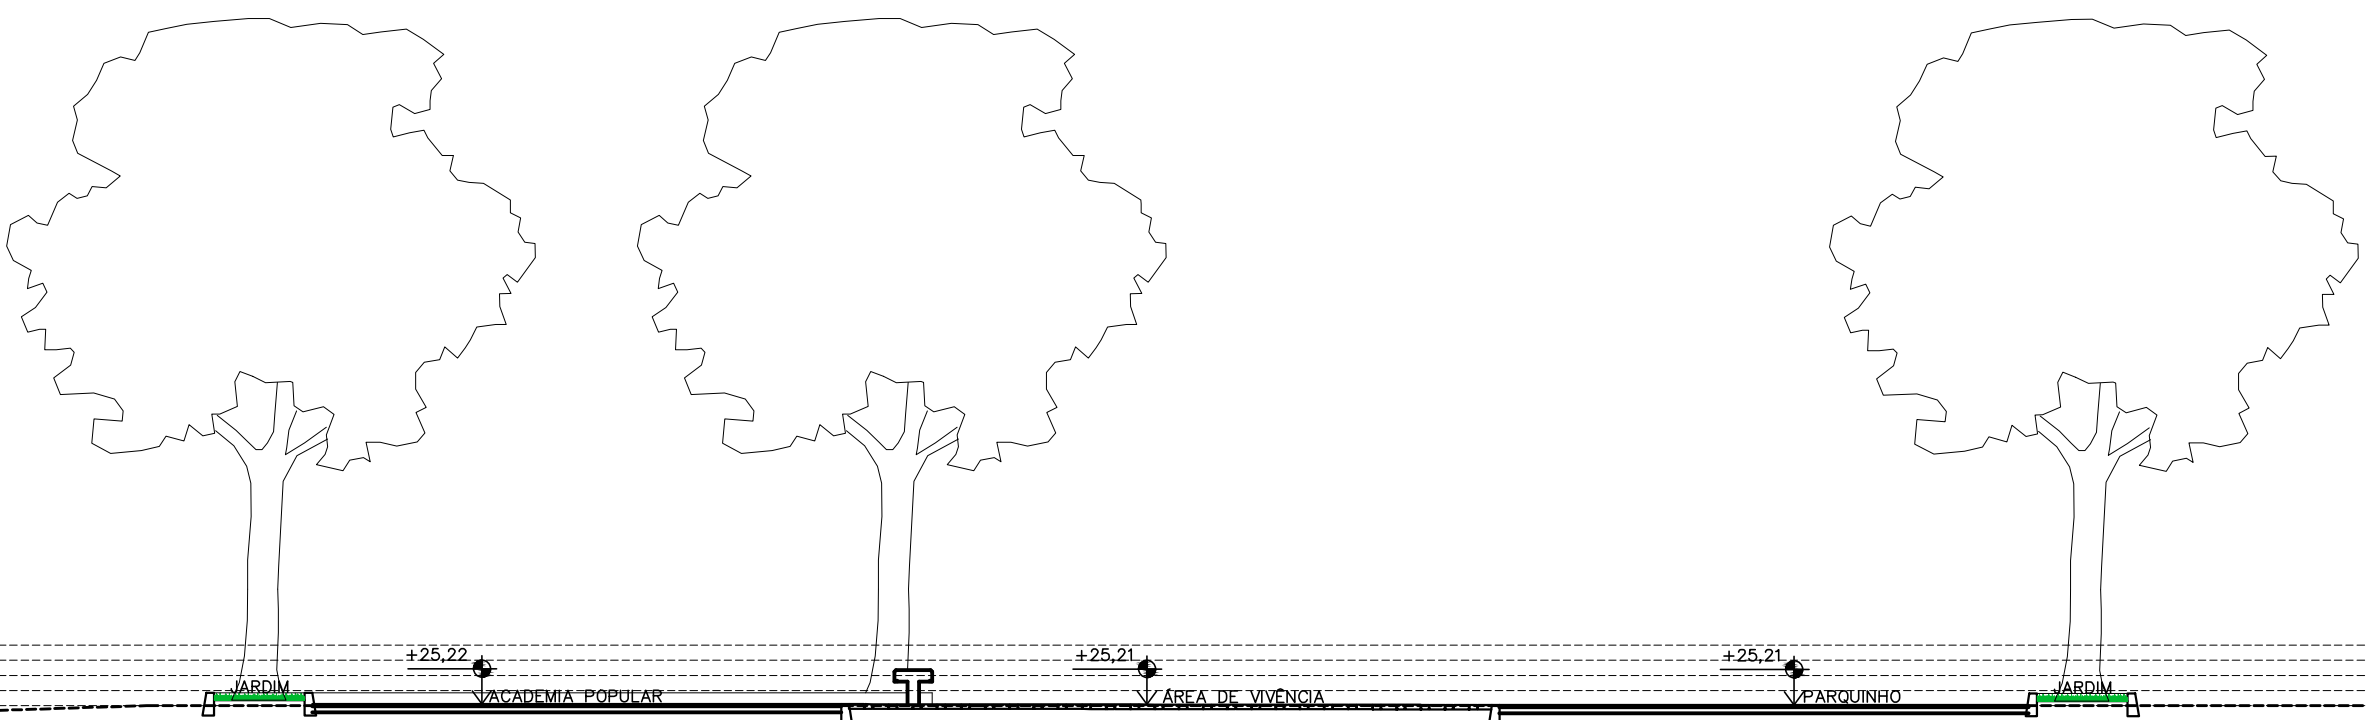 +25,22
+25,21
+25,21
JARDIM
JARDIM
ACADEMIA POPULAR
ÁREA DE VIVÊNCIA
PARQUINHO